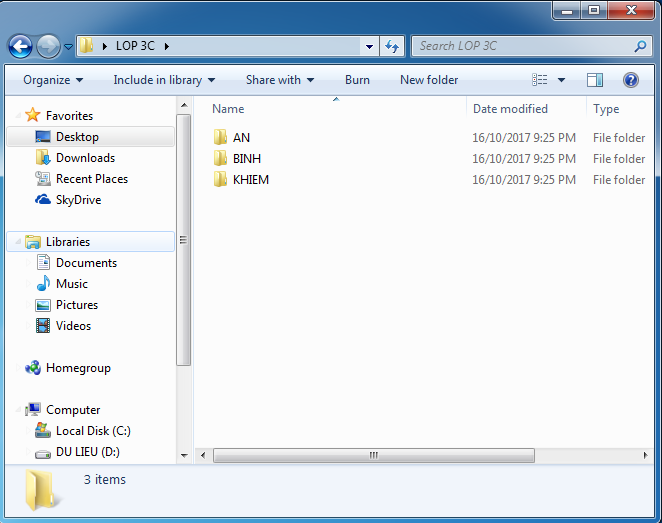 LOP 3C
Search LOP 3C
Organize Include in library Share with Burn New folder
Favorites
Desktop
Downloads
Recent Places
SkyDrive
Libraries
Documents
Music
Pictures
Videos
Homegroup
Computer
Local Disk (C:)
DU LIEU (D:)
Name Date modified Type
AN 16/10/2017 9:25 PM File folder
BINH 16/10/2017 9:25 PM File folder
KHIEM 16/10/2017 9:25 PM File folder
3 items